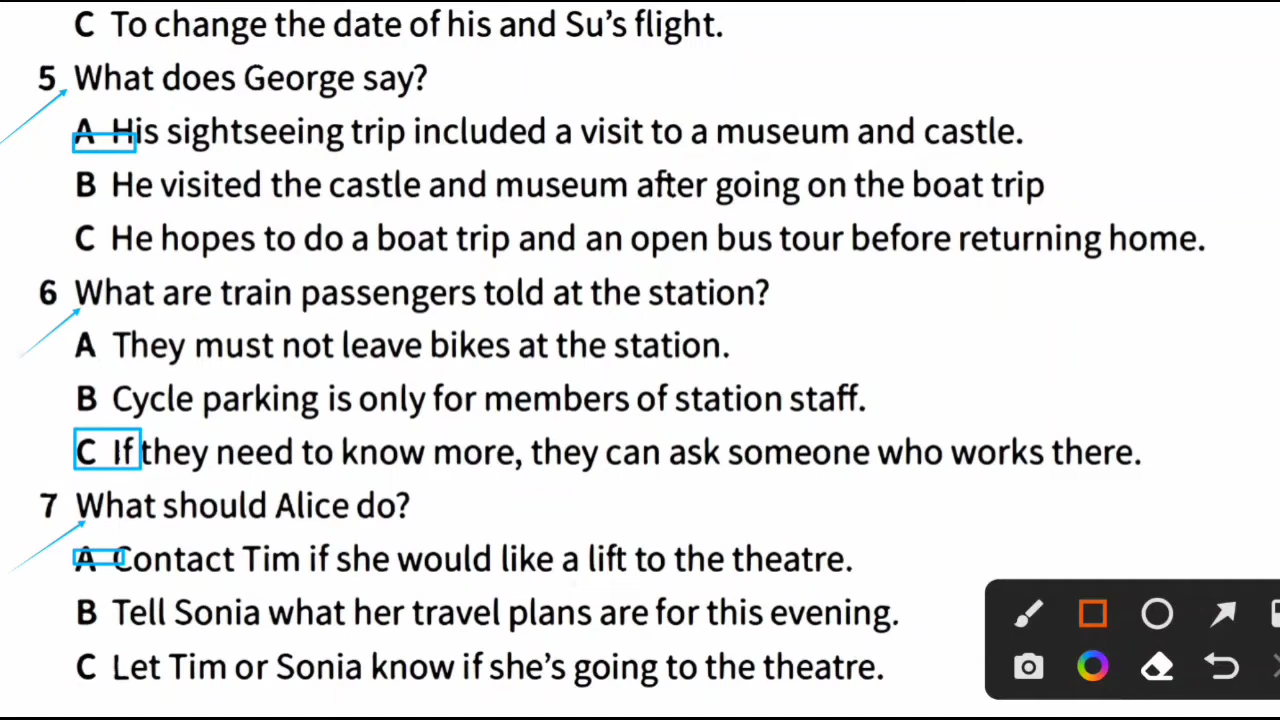 C To change the date of his and Su's flight.
5 What does George say?
A His sightseeing trip included a visit to a museum and castle.
B He visited the castle and museum after going on the boat trip
C He hopes to do a boat trip and an open bus tour before returning home.
6 What are train passengers told at the station?
A They must not leave bikes at the station.
B Cycle parking is only for members of station staff.
C If they need to know more, they can ask someone who works there.
7 What should Alice do?
A Contact Tim if she would like a lift to the theatre.
B Tell Sonia what her travel plans are for this evening.
C Let Tim or Sonia know if she's going to the theatre.